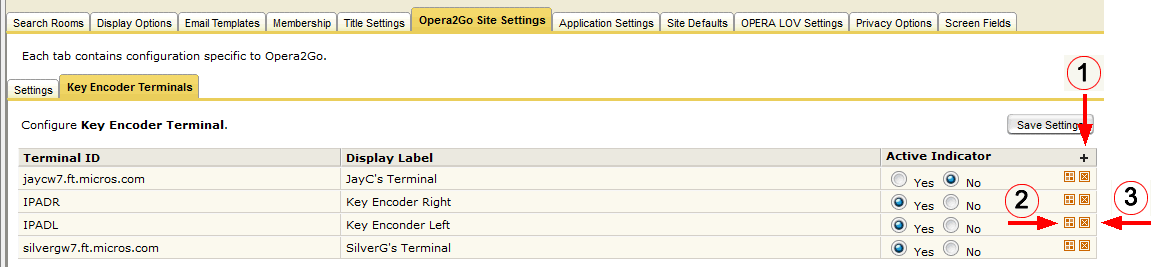 Search Rooms Display Options Email Templates Membership Title Settings Opera2Go Site Settings Application Settings Site Defaults OPERA LOV Settings Privacy Options Screen Fields
Each tab contains configuration specific to Opera2Go.
1
Settings Key Encoder Terminals
Configure Key Encoder Terminal. Save Settings
Terminal ID Display Label Active Indicator +
jaycw7.ft.micros.com JayC's Terminal Yes No
IPADR Key Encoder Right Yes No
2 3
IPADL Key Enconder Left Yes No
silvergw7.ft.micros.com SilverG's Terminal Yes No